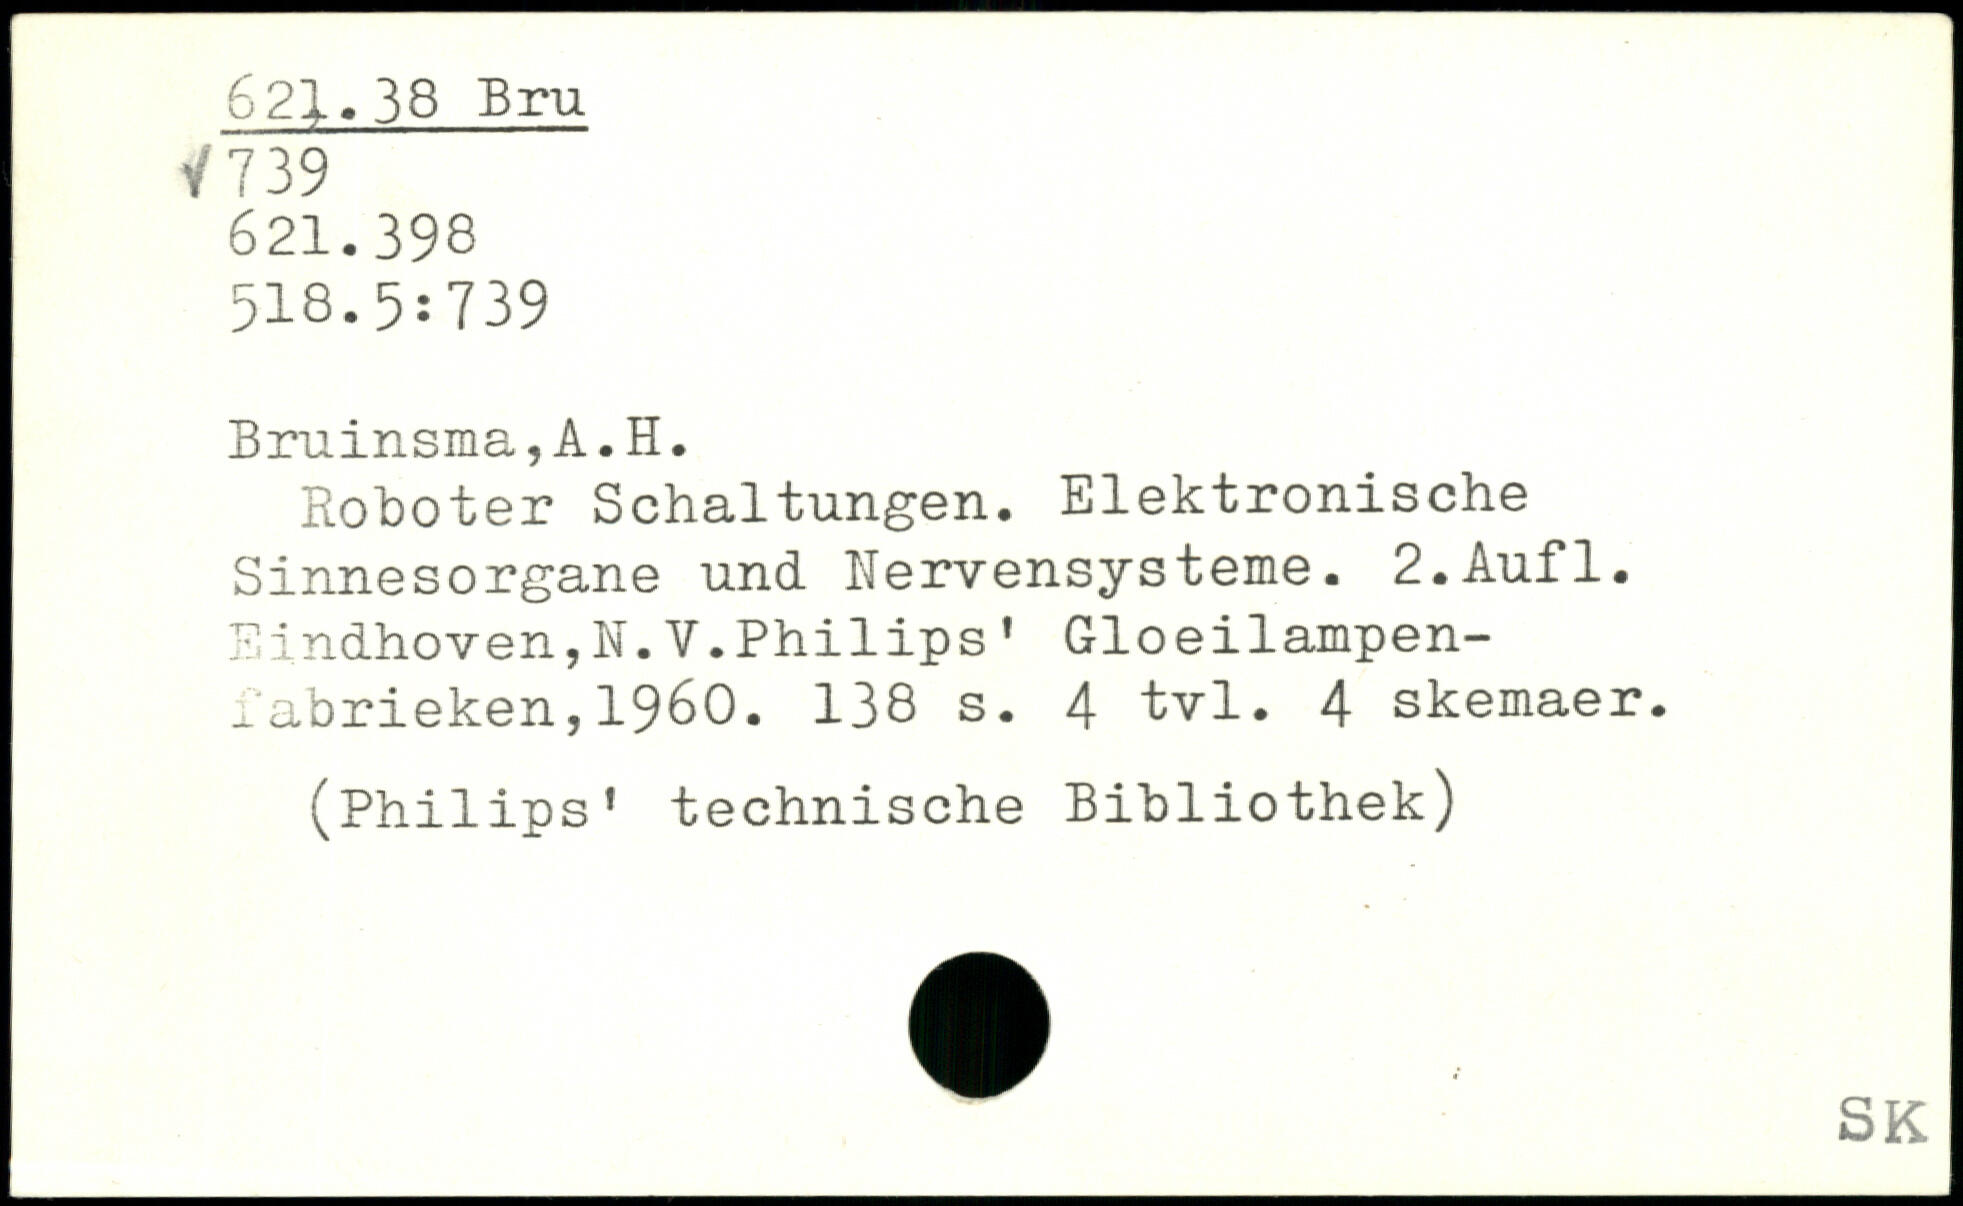 621.38 Bru
√ 739
621.398
518.5:739
Bruinsma,A.H.
Roboter Schaltungen. Elektronische
Sinnesorgane und Nervensysteme. 2.Aufl.
Eindhoven,N.V.Philips' Gloeilampen-
fabrieken,1960. 138 s. 4 tvl. 4 skemaer.
(Philips' technische Bibliothek)
SK